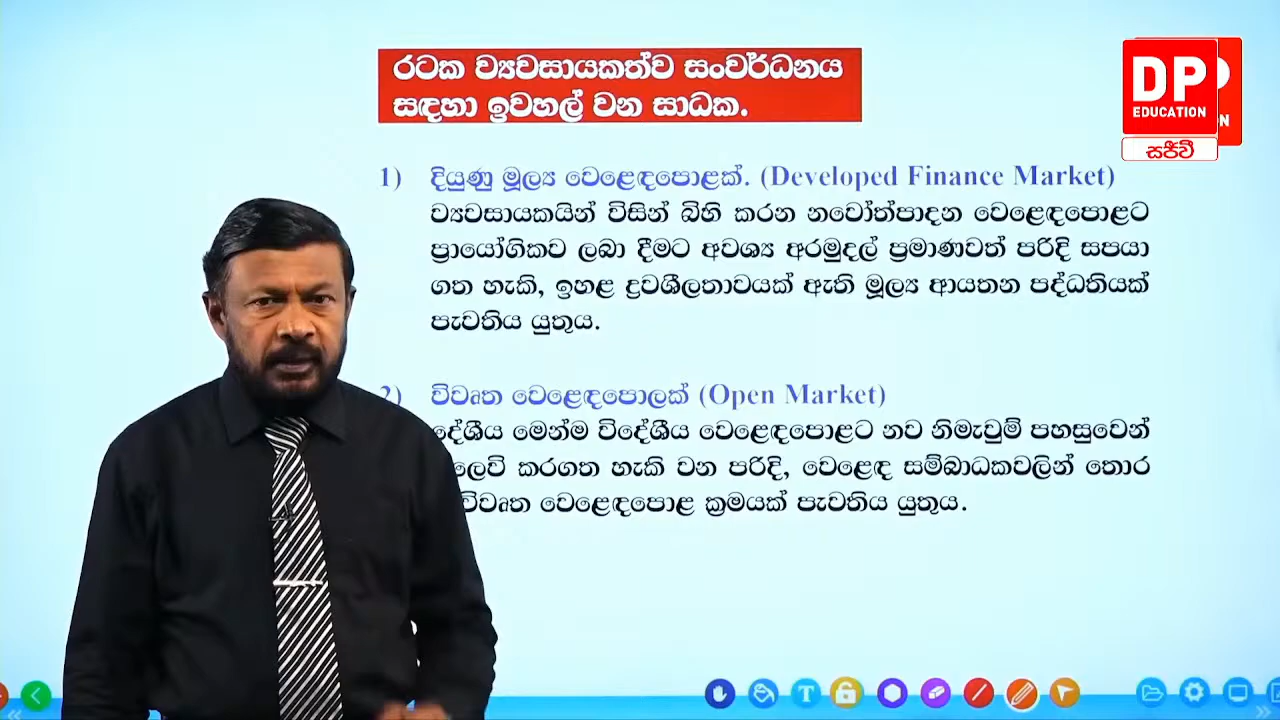 රටක ව්‍යවසායකත්ව සංවර්ධනය
සඳහා ඉවහල් වන සාධක.
DP
EDUCATION
සජීවී
1) දියුණු මූල්‍ය වෙළෙඳපොළක්. (Developed Finance Market)
ව්‍යවසායකයින් විසින් බිහි කරන නවෝත්පාදන වෙළෙඳපොළට
ප්‍රායෝගිකව ලබා දීමට අවශ්‍ය අරමුදල් ප්‍රමාණවත් පරිදි සපයා
ගත හැකි, ඉහළ ද්‍රවශීලතාවයක් ඇති මූල්‍ය ආයතන පද්ධතියක්
පැවතිය යුතුය.
2) විවෘත වෙළෙඳපොලක් (Open Market)
දේශීය මෙන්ම විදේශීය වෙළෙඳපොළට නව නිමැවුම් පහසුවෙන්
කරගත හැකි වන පරිදි, වෙළෙඳ සම්බාධකවලින් තොර
විවෘත වෙළෙඳපොළ ක්‍රමයක් පැවතිය යුතුය.